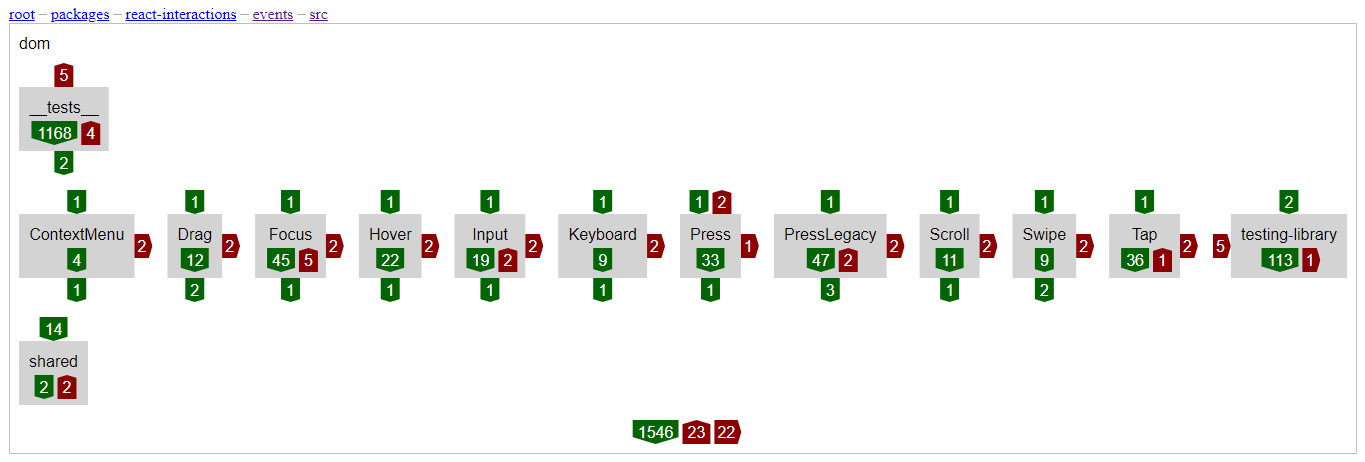 root – packages – react-interactions – events – src
dom
5
__tests__
1168 4
2
1 1 1 1 1 1 1 2 1 1 1 1 2
ContextMenu 2 Drag 2 Focus 2 Hover 2 Input 2 Keyboard 2 Press 1 PressLegacy 2 Scroll 2 Swipe 2 Tap 2 5 testing-library
4 12 45 5 22 19 2 9 33 47 2 11 9 36 1 113 1
1 2 1 1 1 1 1 3 1 2
14
shared
2 2
1546 23 22